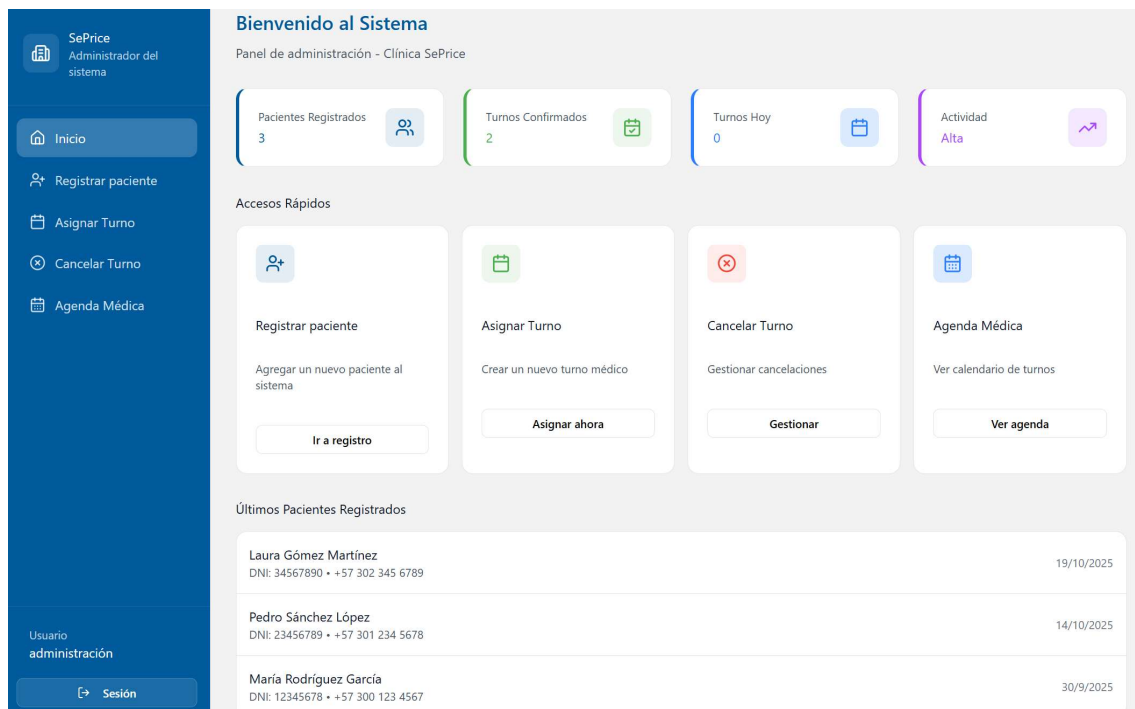 SePrice
Administrador del
sistema
Inicio
Registrar paciente
Asignar Turno
Cancelar Turno
Agenda Médica
Usuario
administración
Sesión
Bienvenido al Sistema
Panel de administración - Clínica SePrice
Pacientes Registrados
3
Turnos Confirmados
2
Turnos Hoy
0
Actividad
Alta
Accesos Rápidos
Registrar paciente
Agregar un nuevo paciente al
sistema
Ir a registro
Asignar Turno
Crear un nuevo turno médico
Asignar ahora
Cancelar Turno
Gestionar cancelaciones
Gestionar
Agenda Médica
Ver calendario de turnos
Ver agenda
Últimos Pacientes Registrados
Laura Gómez Martínez
DNI: 34567890 • +57 302 345 6789
19/10/2025
Pedro Sánchez López
DNI: 23456789 • +57 301 234 5678
14/10/2025
María Rodríguez García
DNI: 12345678 • +57 300 123 4567
30/9/2025